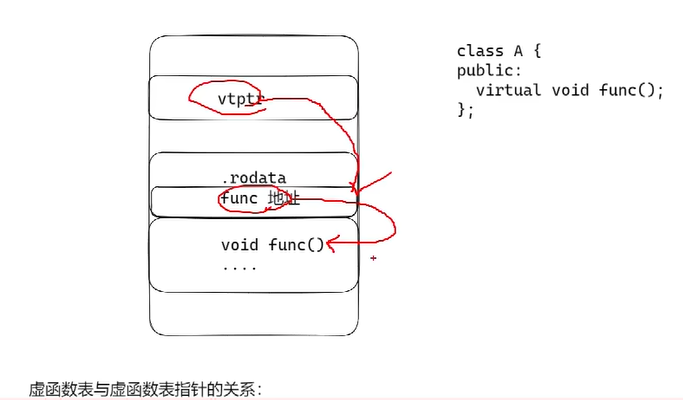 class A {
public:
virtual void func();
};
vtptr
.rodata
func 地址
void func()
....
虚函数表与虚函数表指针的关系：